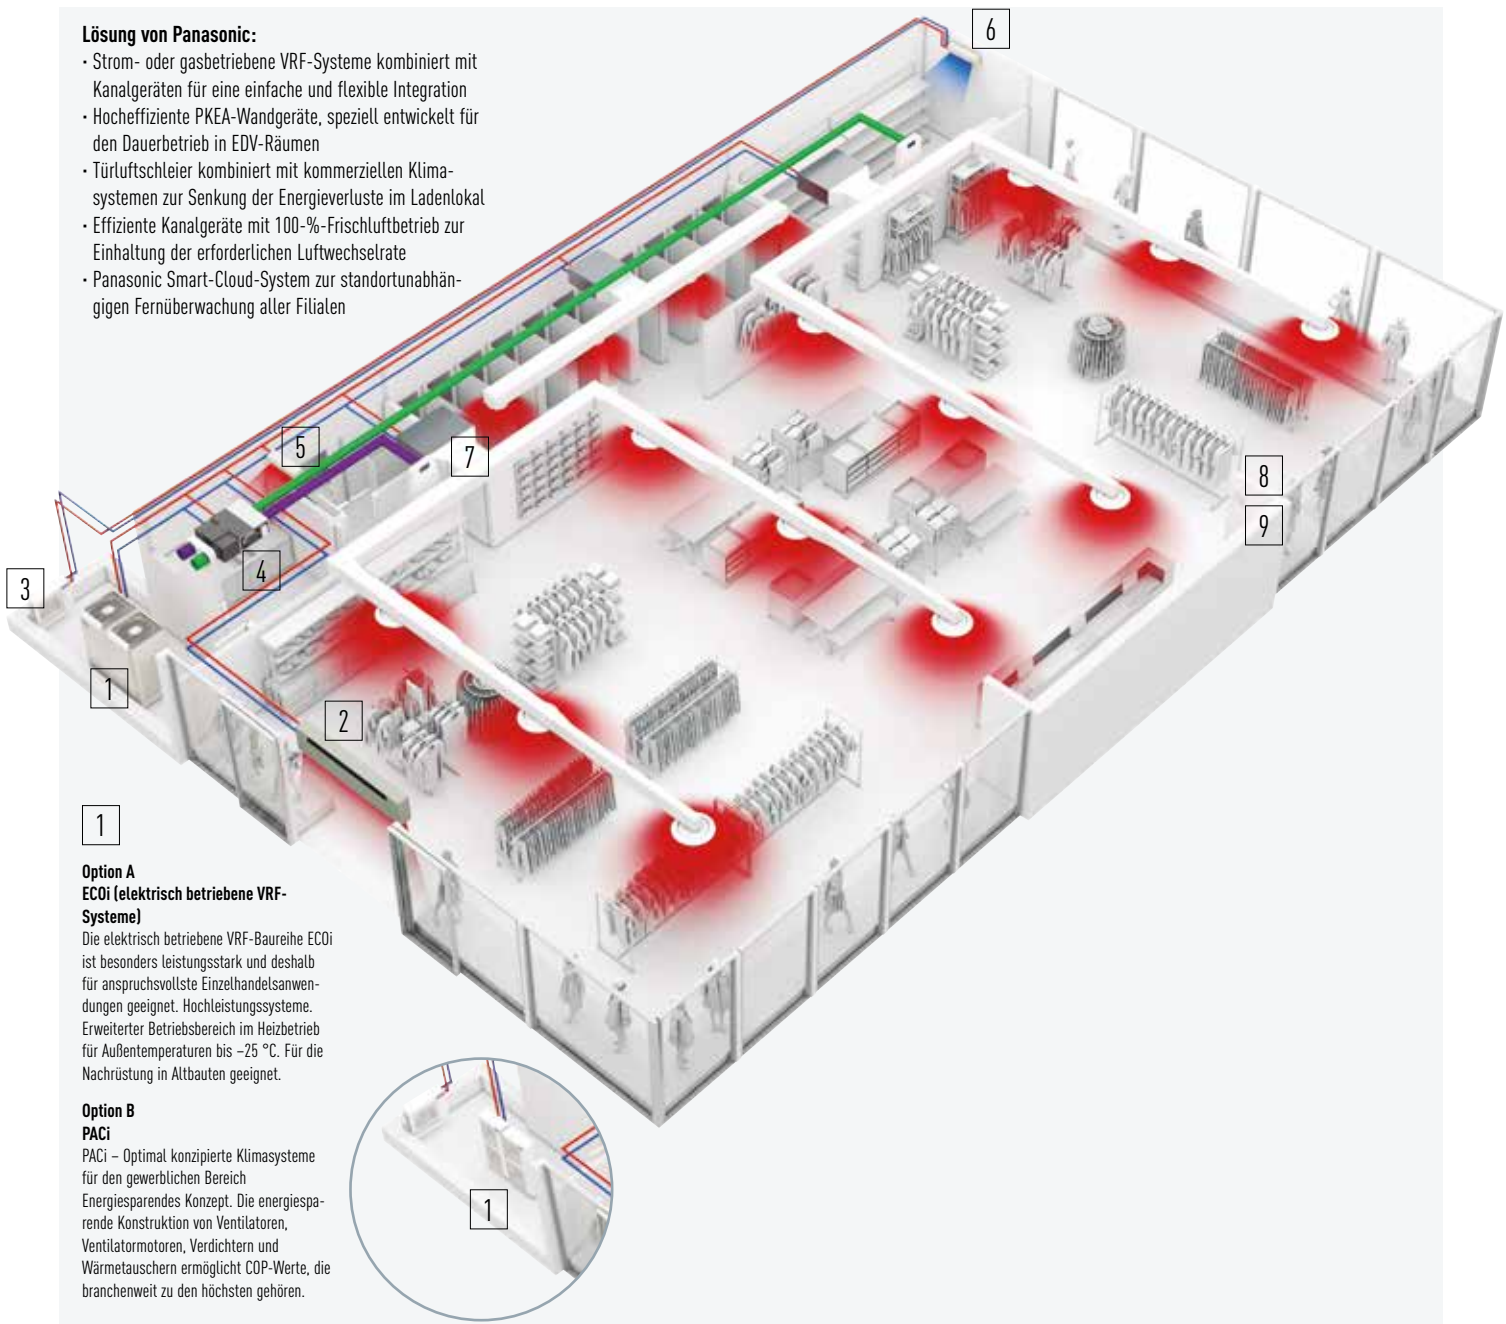 Lösung von Panasonic:
· Strom- oder gasbetriebene VRF-Systeme kombiniert mit
Kanalgeräten für eine einfache und flexible Integration
· Hocheffiziente PKEA-Wandgeräte, speziell entwickelt für
den Dauerbetrieb in EDV-Räumen
· Türluftschleier kombiniert mit kommerziellen Klima-
systemen zur Senkung der Energieverluste im Ladenlokal
· Effiziente Kanalgeräte mit 100-%-Frischluftbetrieb zur
Einhaltung der erforderlichen Luftwechselrate
· Panasonic Smart-Cloud-System zur standortunabhän-
gigen Fernüberwachung aller Filialen
6
5
7
8
9
4
3
1
2
1
Option A
ECOi (elektrisch betriebene VRF-
Systeme)
Die elektrisch betriebene VRF-Baureihe ECOi
ist besonders leistungsstark und deshalb
für anspruchsvollste Einzelhandelsanwen-
dungen geeignet. Hochleistungssysteme.
Erweiterter Betriebsbereich im Heizbetrieb
für Außentemperaturen bis –25 °C. Für die
Nachrüstung in Altbauten geeignet.
Option B
PACi
PACi – Optimal konzipierte Klimasysteme
für den gewerblichen Bereich
Energiesparendes Konzept. Die energiespa-
rende Konstruktion von Ventilatoren,
Ventilatormotoren, Verdichtern und
Wärmetauschern ermöglicht COP-Werte, die
branchenweit zu den höchsten gehören.
1